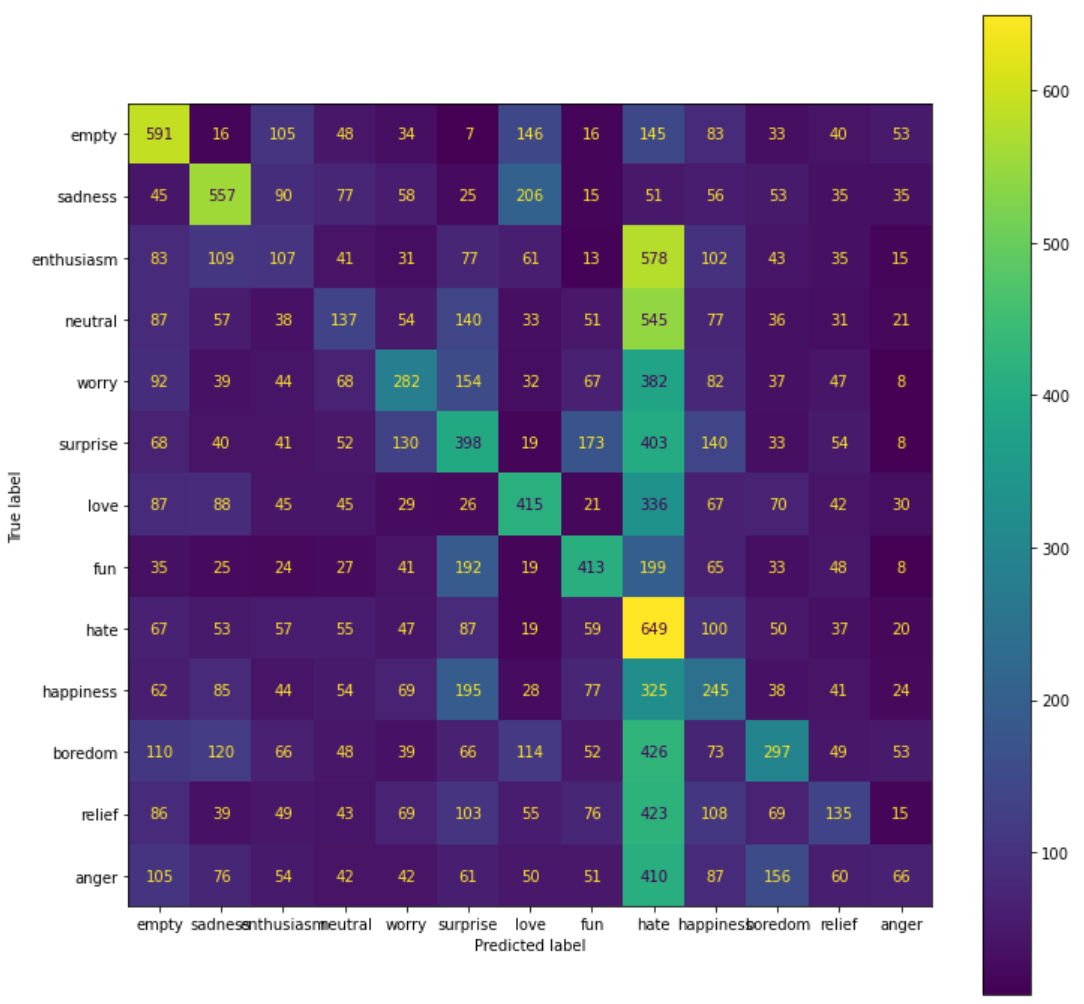 empty 591 16 105 48 34 7 146 16 145 83 33 40 53
sadness 45 557 90 77 58 25 206 15 51 56 53 35 35
enthusiasm 83 109 107 41 31 77 61 13 578 102 43 35 15
neutral 87 57 38 137 54 140 33 51 545 77 36 31 21
worry 92 39 44 68 282 154 32 67 382 82 37 47 8
surprise 68 40 41 52 130 398 19 173 403 140 33 54 8
True label
love 87 88 45 45 29 26 415 21 336 67 70 42 30
fun 35 25 24 27 41 192 19 413 199 65 33 48 8
hate 67 53 57 55 47 87 19 59 649 100 50 37 20
happiness 62 85 44 54 69 195 28 77 325 245 38 41 24
boredom 110 120 66 48 39 66 114 52 426 73 297 49 53
relief 86 39 49 43 69 103 55 76 423 108 69 135 15
anger 105 76 54 42 42 61 50 51 410 87 156 60 66
empty sadness enthusiasm neutral worry surprise love fun hate happiness boredom relief anger
Predicted label
600
500
400
300
200
100